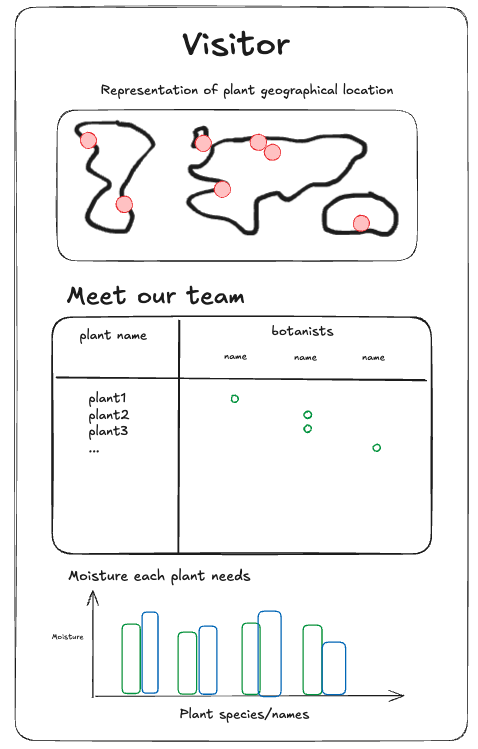 Visitor
Representation of plant geographical location
Meet our team
plant name
botanists
name name name
plant1
plant2
plant3
...
Moisture each plant needs
Moisture
Plant species/names